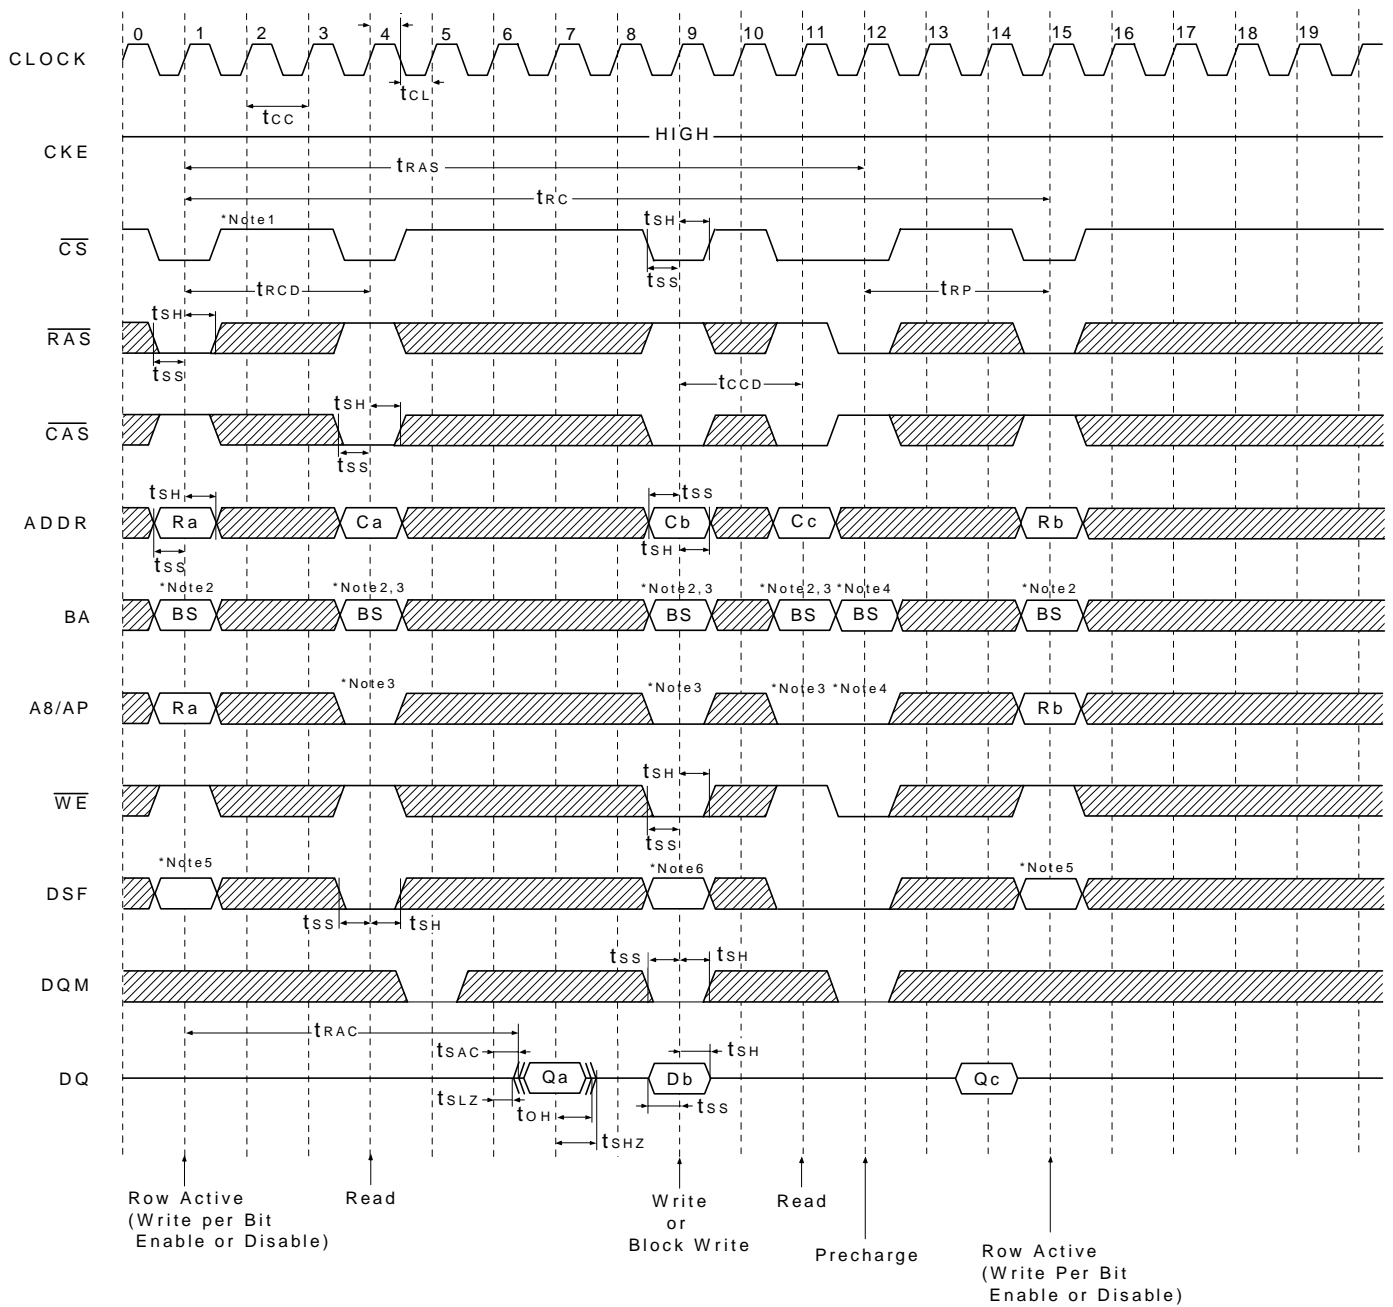 0 1 2 3 4 5 6 7 8 9 10 11 12 13 14 15 16 17 18 19
CLOCK
tCL
tCC
HIGH
CKE
tRAS
tRC
*Note1 tSH
CS
tSS
tRCD tRP
tSH
RAS
tSS
tCCD
tSH
CAS
tSS
tSH tSS
ADDR Ra Ca Cb Cc Rb
tSH
tSS
*Note2 *Note2,3 *Note2,3 *Note2,3 *Note4 *Note2
BA BS BS BS BS BS BS
*Note3 *Note3 *Note3 *Note4
A8/AP Ra Rb
tSH
WE
tSS
*Note5 *Note6 *Note5
DSF
tSS tSH
tSS tSH
DQM
tRAC
tSAC tSH
DQ Qa Db Qc
tSLZ
tOH tSS
tSHZ
Row Active
(Write per Bit
Enable or Disable)
Read
Write
or
Block Write
Read
Precharge
Row Active
(Write Per Bit
Enable or Disable)